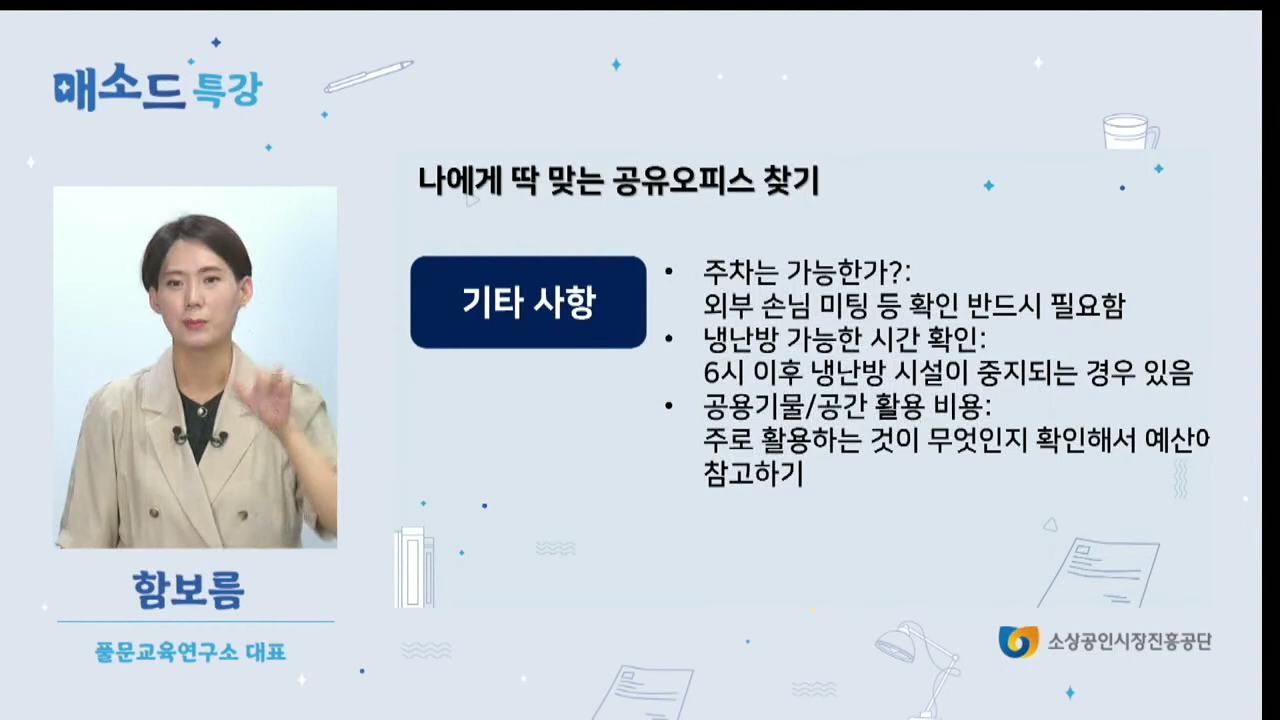 매소드 특강
나에게 딱 맞는 공유오피스 찾기
기타 사항
• 주차는 가능한가?:
외부 손님 미팅 등 확인 반드시 필요함
• 냉난방 가능한 시간 확인:
6시 이후 냉난방 시설이 중지되는 경우 있음
• 공용기물/공간 활용 비용:
주로 활용하는 것이 무엇인지 확인해서
참고하기
함보름
풀문교육연구소 대표
소상공인시장진흥공단